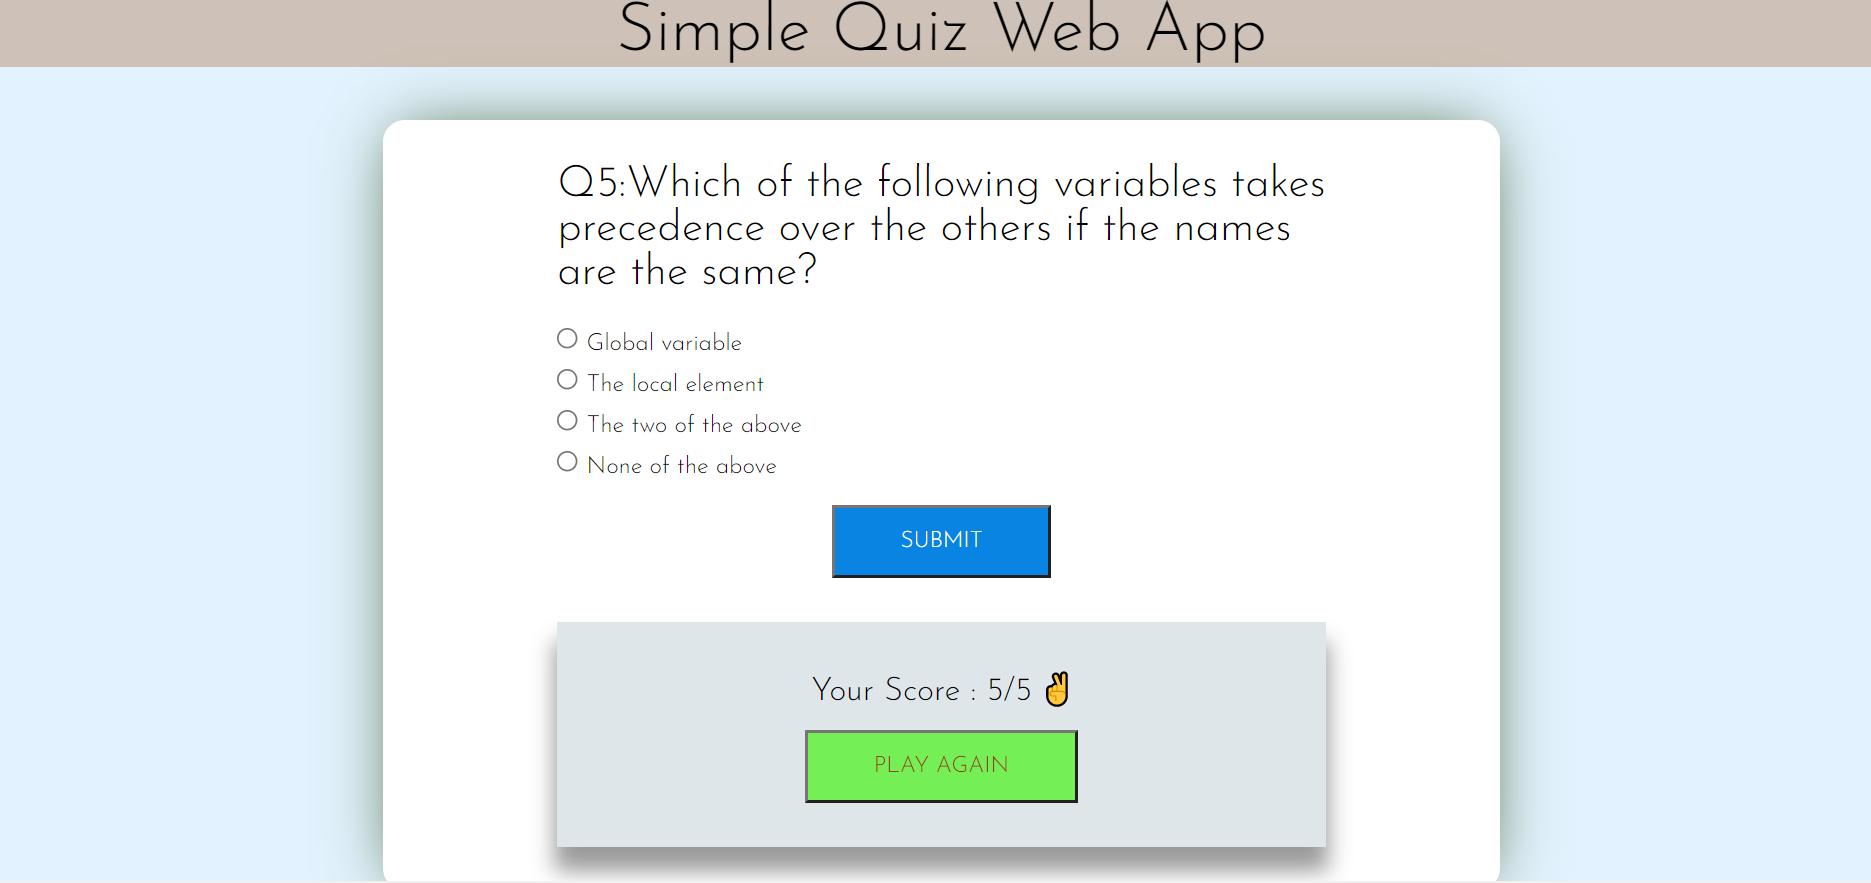 Simple Quiz Web App
Q5:Which of the following variables takes
precedence over the others if the names
are the same?
Global variable
The local element
The two of the above
None of the above
SUBMIT
Your Score : 5/5 ✌
PLAY AGAIN